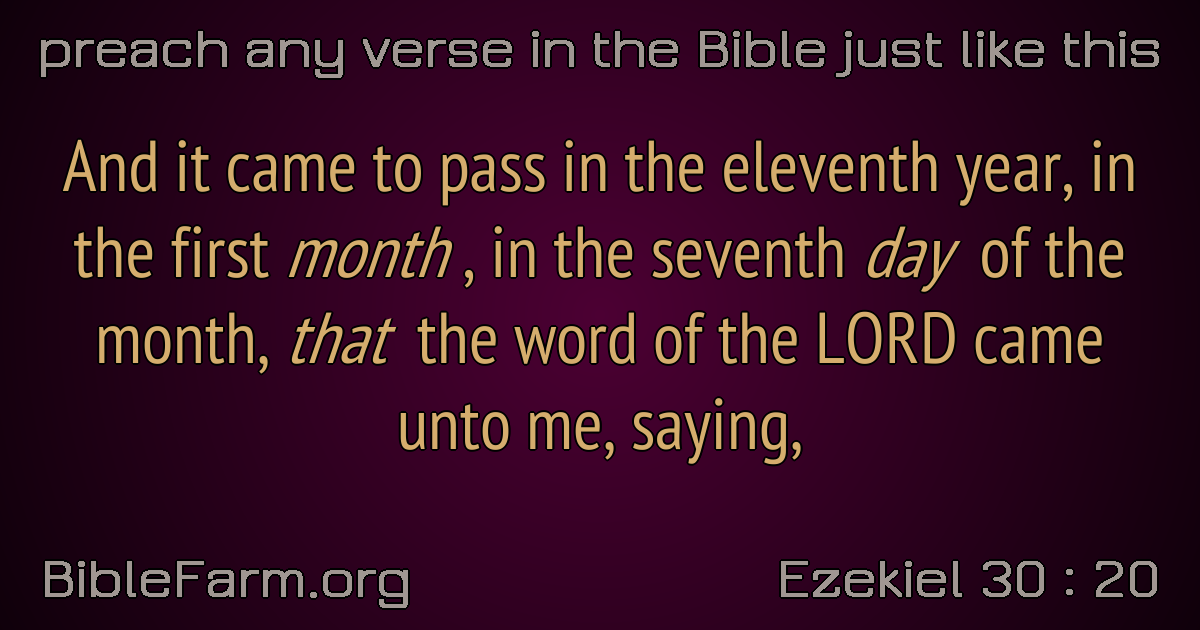 preach any verse in the Bible just like this
And it came to pass in the eleventh year, in
the first month , in the seventh day of the
month, that the word of the LORD came
unto me, saying,
BibleFarm.org
Ezekiel 30 : 20